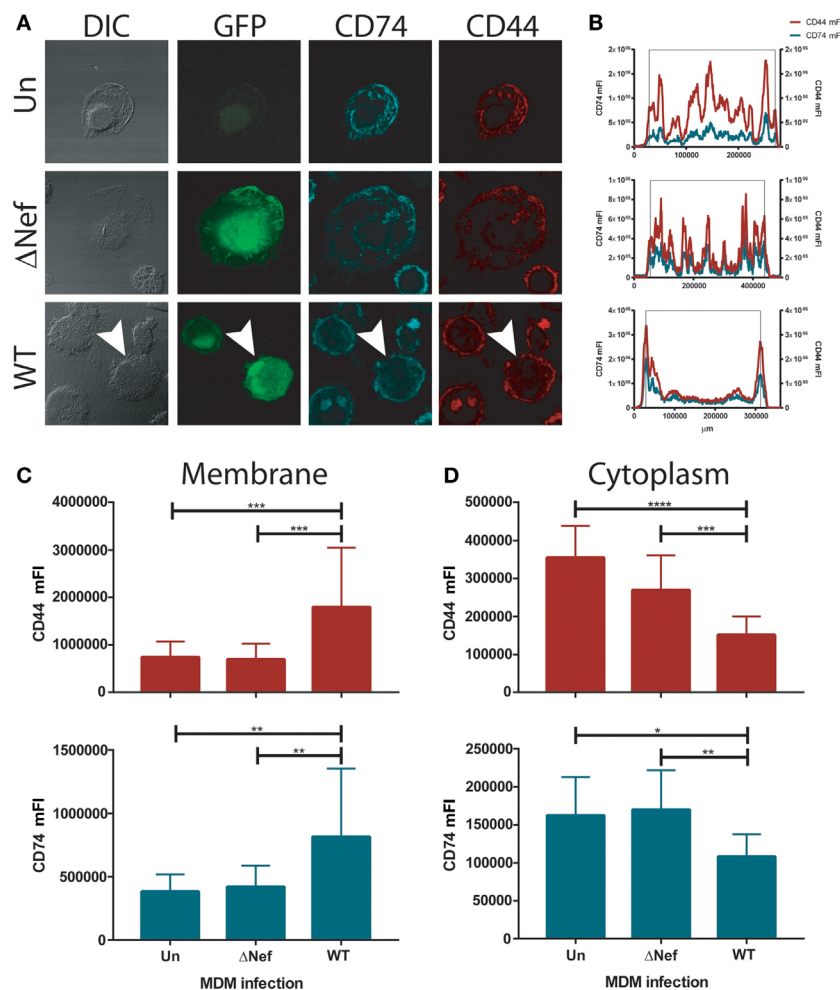 A
DIC GFP CD74 CD44
Un
ΔNef
WT
B
CD44 mFI
CD74 mFI
CD74 mFI
CD44 mFI
0 100000 200000
CD74 mFI
CD44 mFI
0 200000 400000
CD74 mFI
CD44 mFI
0 100000 200000 300000
μm
C Membrane
4000000
3000000
2000000
1000000
0
CD44 mFI
***
***
1500000
1000000
500000
0
CD74 mFI
**
**
Un ΔNef WT
MDM infection
D Cytoplasm
500000
400000
300000
200000
100000
0
CD44 mFI
****
***
250000
200000
150000
100000
50000
0
CD74 mFI
*
**
Un ΔNef WT
MDM infection